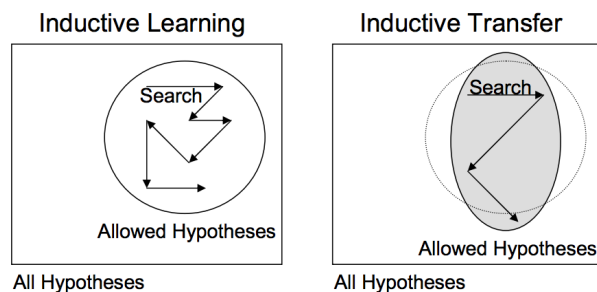 Inductive Learning
Search
Allowed Hypotheses
All Hypotheses
Inductive Transfer
Search
Allowed Hypotheses
All Hypotheses